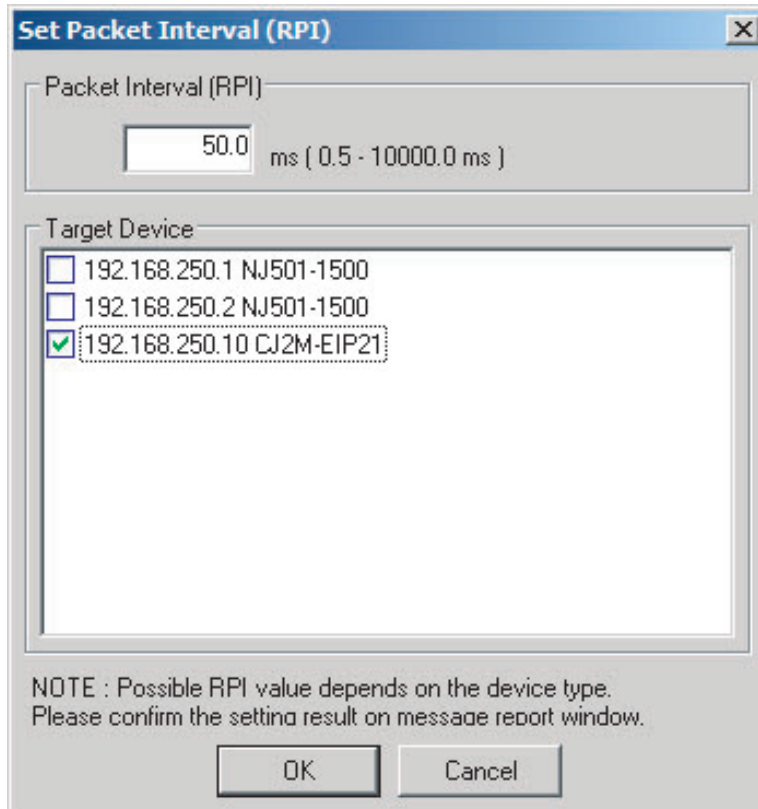 Set Packet Interval (RPI)
Packet Interval (RPI)
50.0 ms ( 0.5 - 10000.0 ms )
Target Device
192.168.250.1 NJ501-1500
192.168.250.2 NJ501-1500
192.168.250.10 CJ2M-EIP21
NOTE : Possible RPI value depends on the device type.
Please confirm the setting result on message report window.
OK Cancel